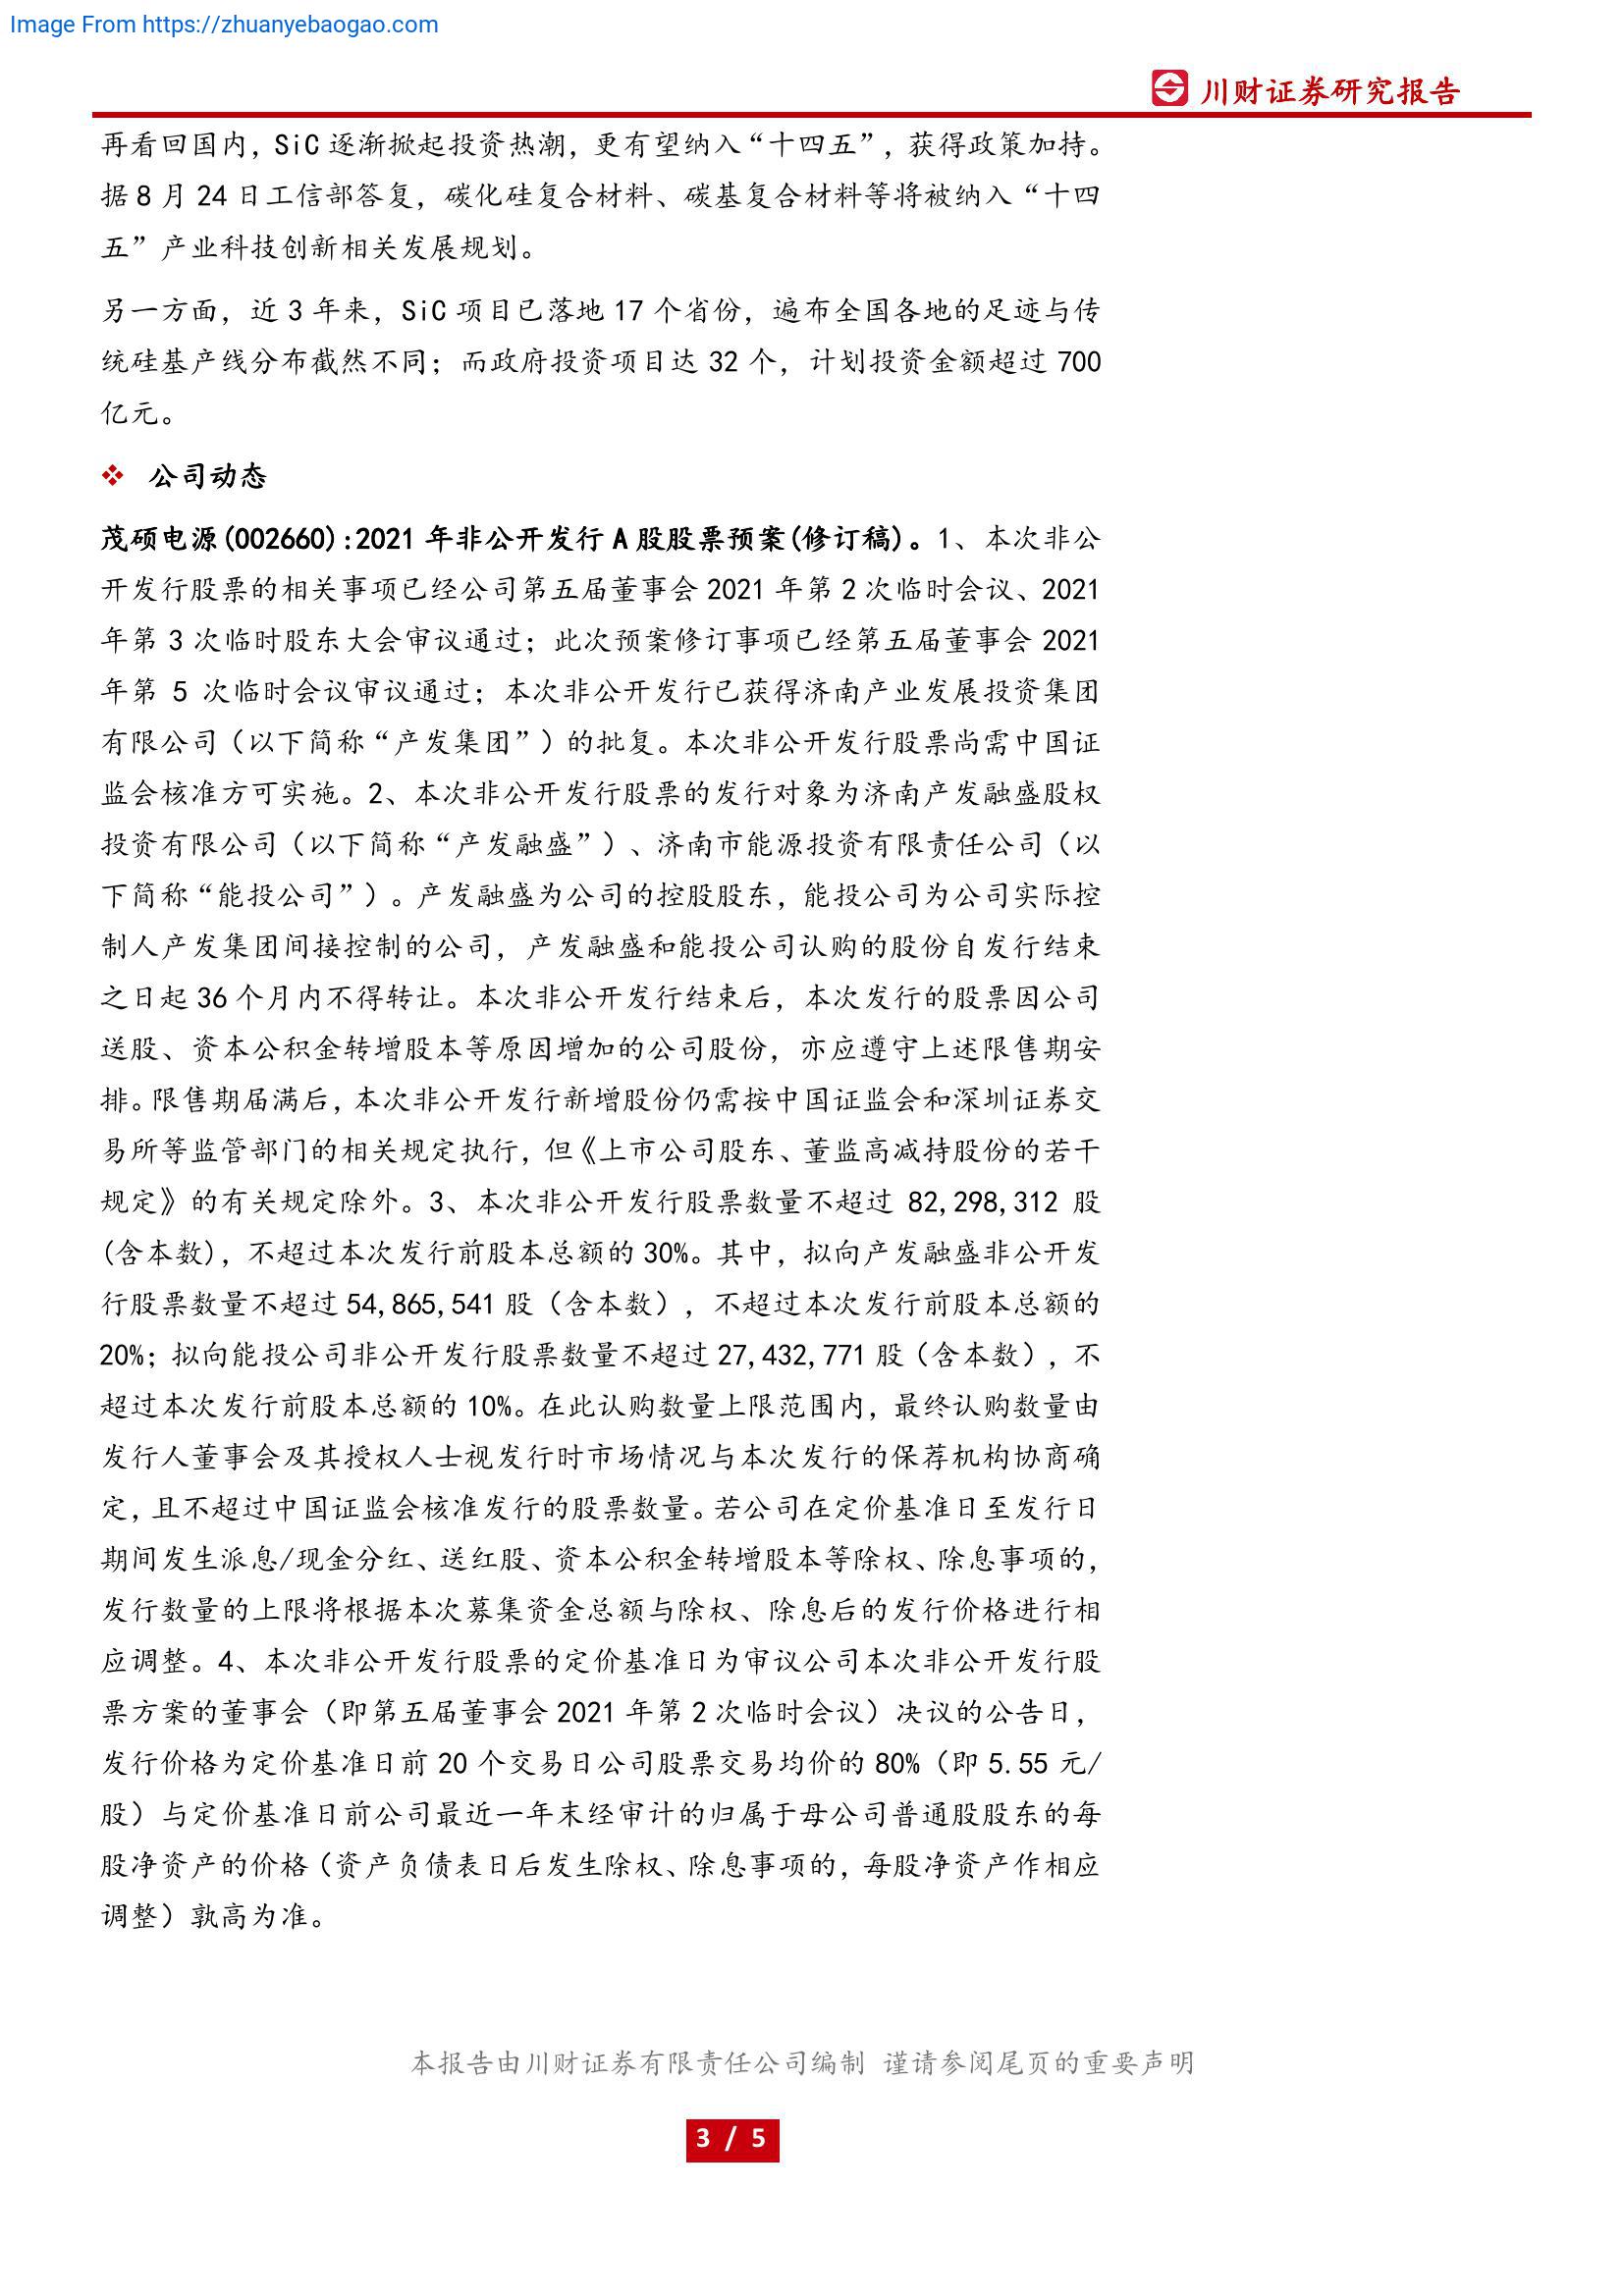 Image From https://zhuanyebaogao.com
川财证券研究报告
再看回国内，SiC 逐渐掀起投资热潮，更有望纳入“十四五”，获得政策加持。
据 8 月 24 日工信部答复，碳化硅复合材料、碳基复合材料等将被纳入“十四
五”产业科技创新相关发展规划。
另一方面，近 3 年来，SiC 项目已落地 17 个省份，遍布全国各地的足迹与传
统硅基产线分布截然不同；而政府投资项目达 32 个，计划投资金额超过 700
亿元。
❖ 公司动态
茂硕电源(002660):2021 年非公开发行 A 股股票预案(修订稿)。1、本次非公
开发行股票的相关事项已经公司第五届董事会 2021 年第 2 次临时会议、2021
年第 3 次临时股东大会审议通过；此次预案修订事项已经第五届董事会 2021
年第 5 次临时会议审议通过；本次非公开发行已获得济南产业发展投资集团
有限公司（以下简称“产发集团”）的批复。本次非公开发行股票尚需中国证
监会核准方可实施。2、本次非公开发行股票的发行对象为济南产发融盛股权
投资有限公司（以下简称“产发融盛”）、济南市能源投资有限责任公司（以
下简称“能投公司”）。产发融盛为公司的控股股东，能投公司为公司实际控
制人产发集团间接控制的公司，产发融盛和能投公司认购的股份自发行结束
之日起 36 个月内不得转让。本次非公开发行结束后，本次发行的股票因公司
送股、资本公积金转增股本等原因增加的公司股份，亦应遵守上述限售期安
排。限售期届满后，本次非公开发行新增股份仍需按中国证监会和深圳证券交
易所等监管部门的相关规定执行，但《上市公司股东、董监高减持股份的若干
规定》的有关规定除外。3、本次非公开发行股票数量不超过 82,298,312 股
(含本数)，不超过本次发行前股本总额的 30%。其中，拟向产发融盛非公开发
行股票数量不超过 54,865,541 股（含本数），不超过本次发行前股本总额的
20%；拟向能投公司非公开发行股票数量不超过 27,432,771 股（含本数），不
超过本次发行前股本总额的 10%。在此认购数量上限范围内，最终认购数量由
发行人董事会及其授权人士视发行时市场情况与本次发行的保荐机构协商确
定，且不超过中国证监会核准发行的股票数量。若公司在定价基准日至发行日
期间发生派息/现金分红、送红股、资本公积金转增股本等除权、除息事项的，
发行数量的上限将根据本次募集资金总额与除权、除息后的发行价格进行相
应调整。4、本次非公开发行股票的定价基准日为审议公司本次非公开发行股
票方案的董事会（即第五届董事会 2021 年第 2 次临时会议）决议的公告日，
发行价格为定价基准日前 20 个交易日公司股票交易均价的 80%（即 5.55 元/
股）与定价基准日前公司最近一年末经审计的归属于母公司普通股股东的每
股净资产的价格（资产负债表日后发生除权、除息事项的，每股净资产作相应
调整）孰高为准。
本报告由川财证券有限责任公司编制 谨请参阅尾页的重要声明
3 / 5